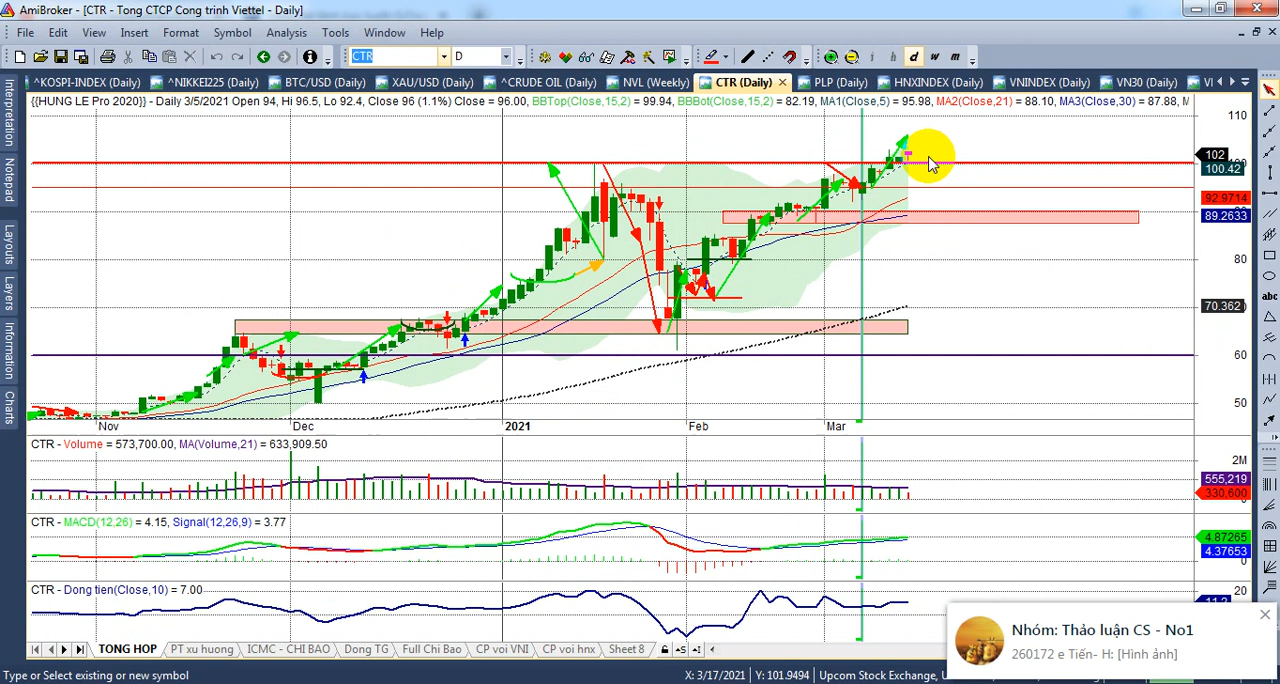 AmiBroker - [CTR - Tong CTCP Cong trinh Viettel - Daily]
File Edit View Insert Format Symbol Analysis Tools Window Help
CTR D i h d w m
^KOSPI-INDEX (Daily) ^NIKKEI225 (Daily) BTC/USD (Daily) XAU/USD (Daily) ^CRUDE OIL (Daily) NVL (Weekly) CTR (Daily) PLP (Daily) HNXINDEX (Daily) VNINDEX (Daily) VN30 (Daily) VI
{{HUNG LE Pro 2020}} - Daily 3/5/2021 Open 94, Hi 96.5, Lo 92.4, Close 96 (1.1%) Close = 96.00, BBTop(Close,15,2) = 99.94, BBBot(Close,15,2) = 82.19, MA1(Close,5) = 95.98, MA2(Close,21) = 88.10, MA3(Close,30) = 87.88, M
Interpretation
Notepad
Layouts
Layers
Information
Charts
110
102
100.42
92.9714
89.2633
80
70.362
60
50
Nov Dec 2021 Feb Mar
CTR - Volume = 573,700.00, MA(Volume,21) = 633,909.50
2M
555,219
330,600
CTR - MACD(12,26) = 4.15, Signal(12,26,9) = 3.77
4.87265
4.37653
0
CTR - Dong tien(Close,10) = 7.00
20
abc
Nhóm: Thảo luận CS - No1
260172 e Tiến- H: [Hình ảnh]
TONG HOP PT xu huong ICMC - CHI BAO Dong TG Full Chi Bao CP voi VNI CP voi hnx Sheet 8
Type or Select existing or new symbol X: 3/17/2021 Y: 101.9494 Upcom Stock Exchange,